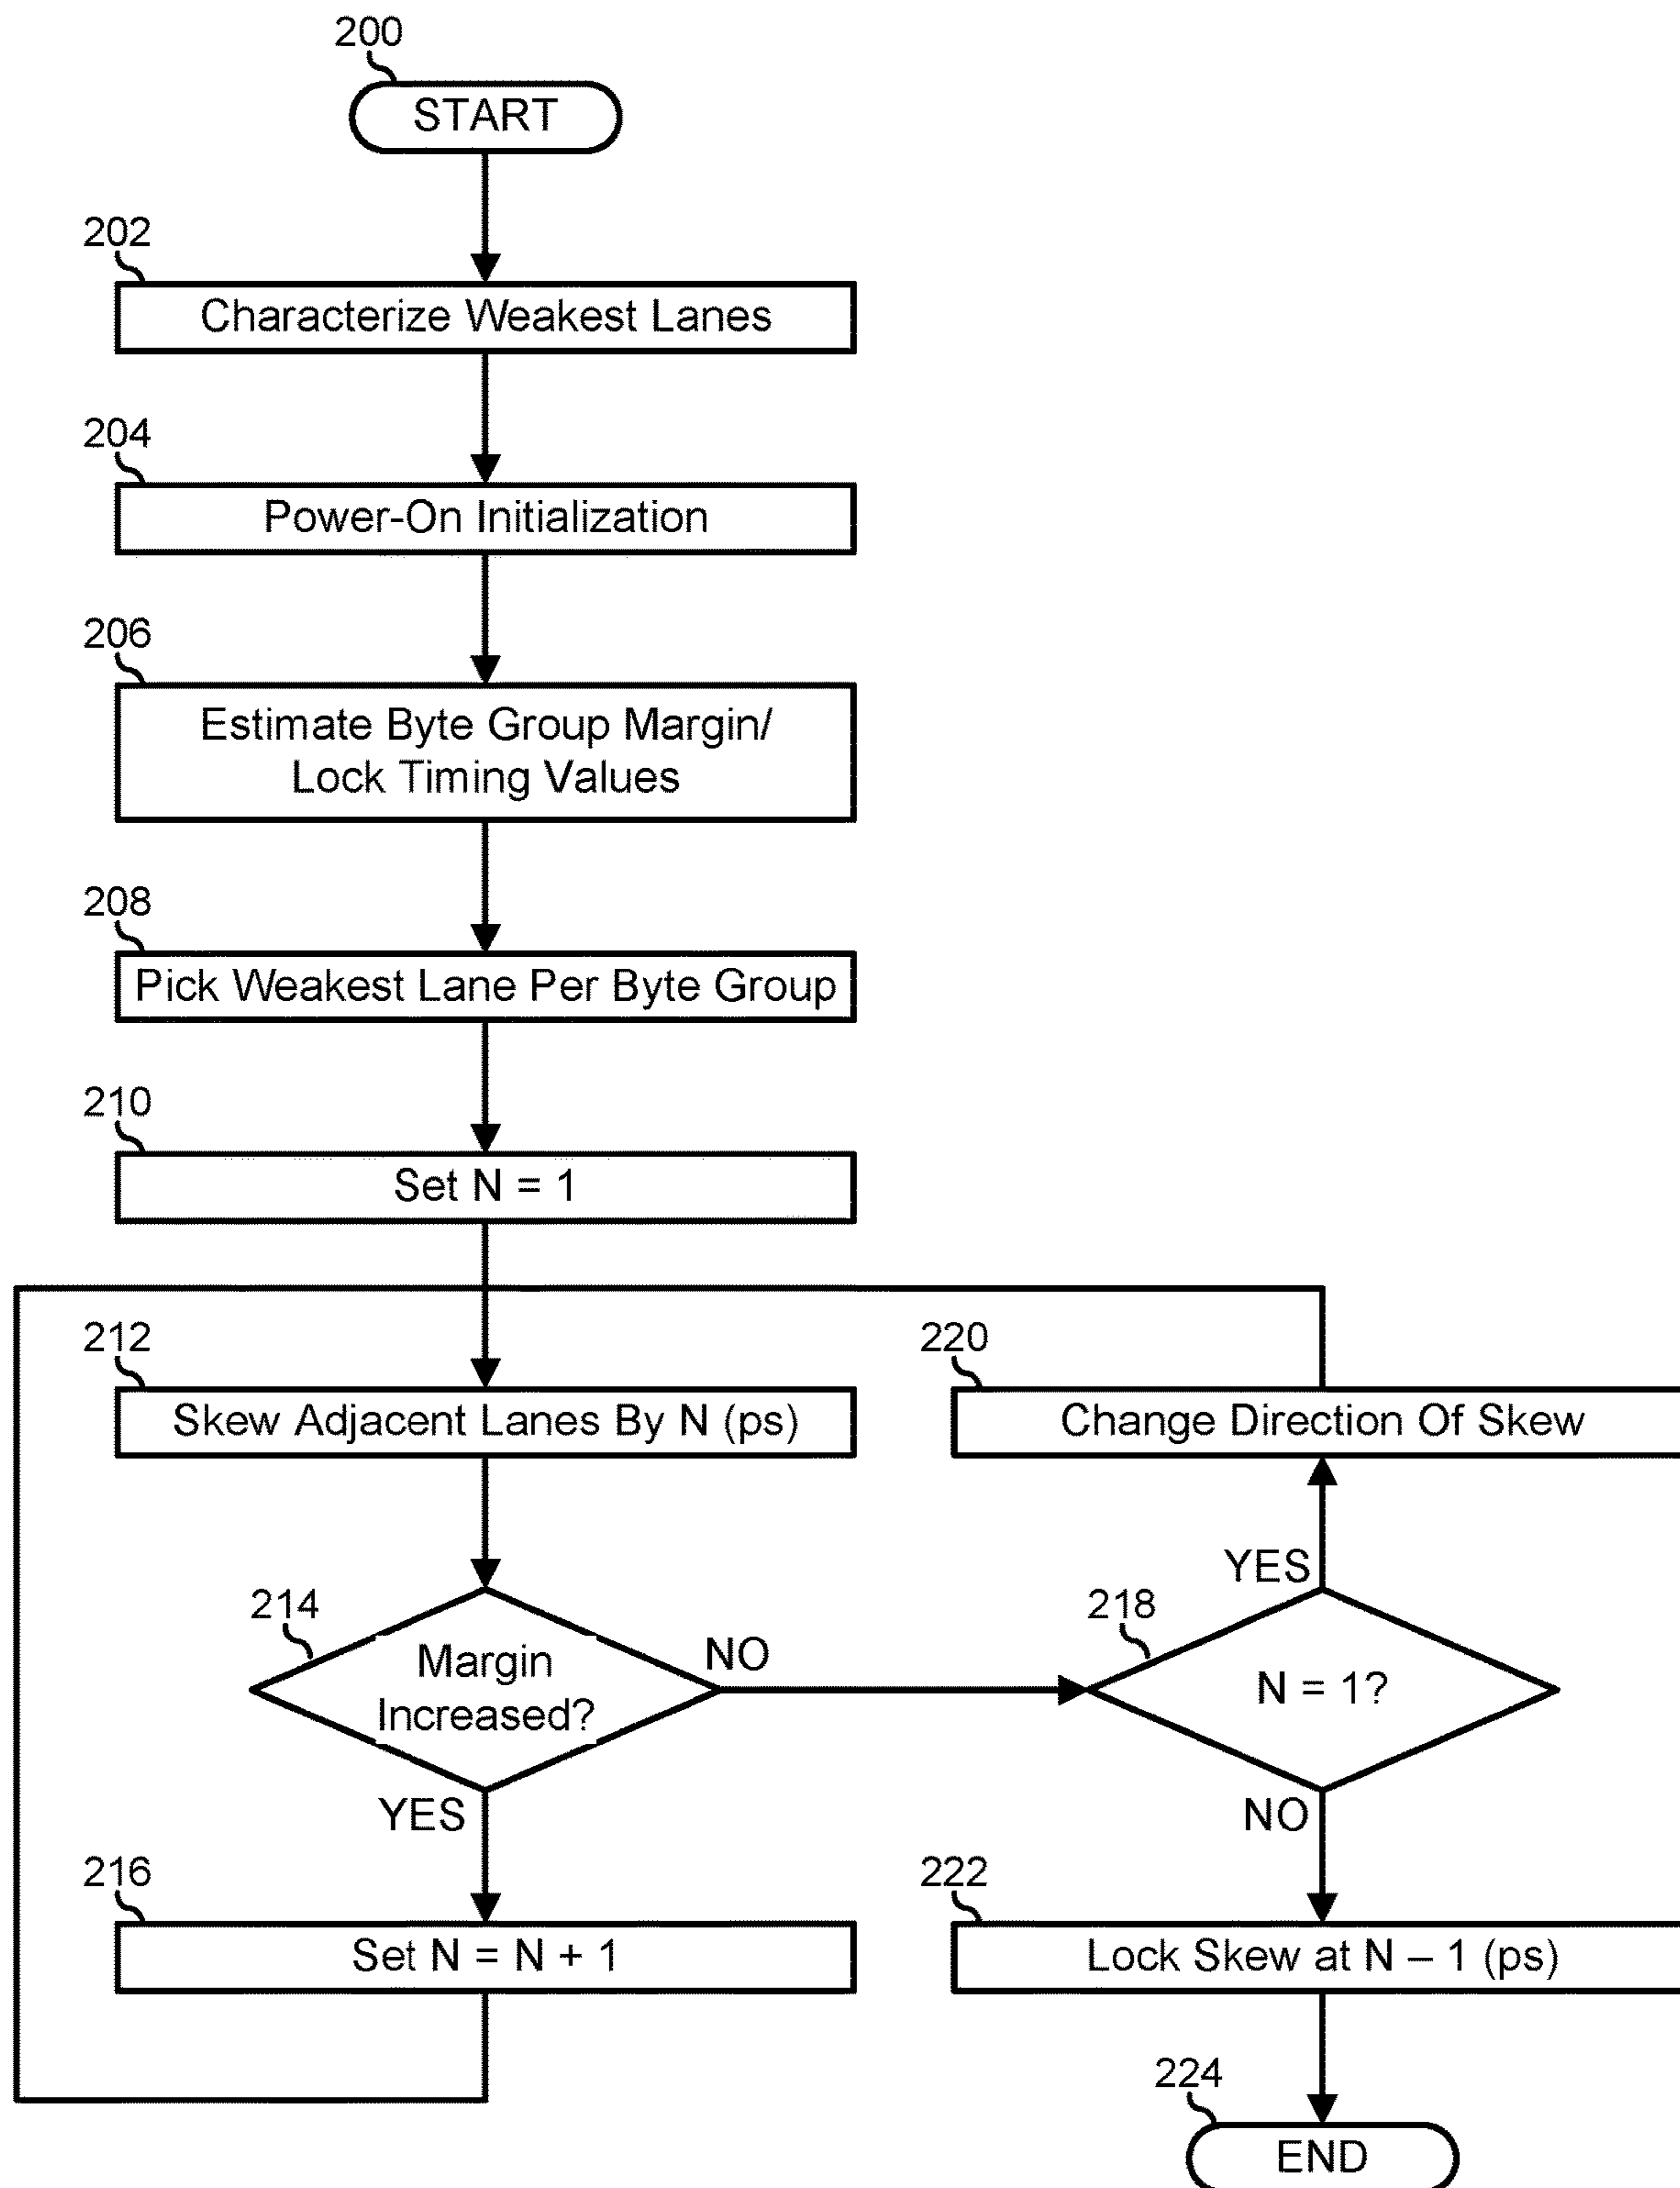 200
START
202
Characterize Weakest Lanes
204
Power-On Initialization
206
Estimate Byte Group Margin/
Lock Timing Values
208
Pick Weakest Lane Per Byte Group
210
Set N = 1
212
Skew Adjacent Lanes By N (ps)
220
Change Direction Of Skew
214
Margin
Increased?
NO
YES
218
N = 1?
YES
NO
216
Set N = N + 1
222
Lock Skew at N – 1 (ps)
224
END